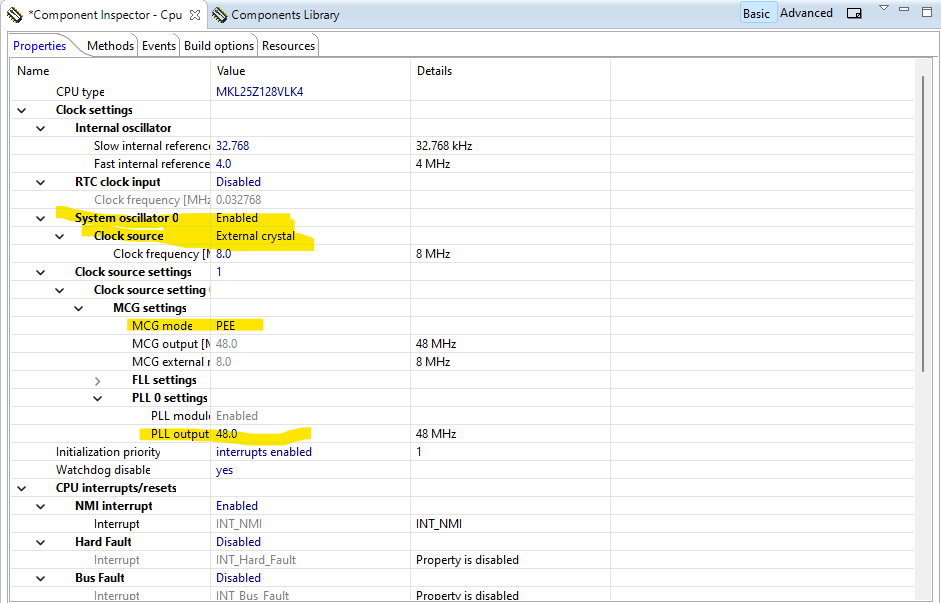 *Component Inspector - Cpu Components Library Basic Advanced
Properties Methods Events Build options Resources
Name Value Details
CPU type MKL25Z128VLK4
Clock settings
Internal oscillator
Slow internal reference 32.768 32.768 kHz
Fast internal reference 4.0 4 MHz
RTC clock input Disabled
Clock frequency [MHz 0.032768
System oscillator 0 Enabled
Clock source External crystal
Clock frequency [M 8.0 8 MHz
Clock source settings 1
Clock source setting
MCG settings
MCG mode PEE
MCG output [M 48.0 48 MHz
MCG external r 8.0 8 MHz
FLL settings
PLL 0 settings
PLL module Enabled
PLL output 48.0 48 MHz
Initialization priority interrupts enabled 1
Watchdog disable yes
CPU interrupts/resets
NMI interrupt Enabled
Interrupt INT_NMI INT_NMI
Hard Fault Disabled
Interrupt INT_Hard_Fault Property is disabled
Bus Fault Disabled
Interrupt INT_Bus_Fault Property is disabled